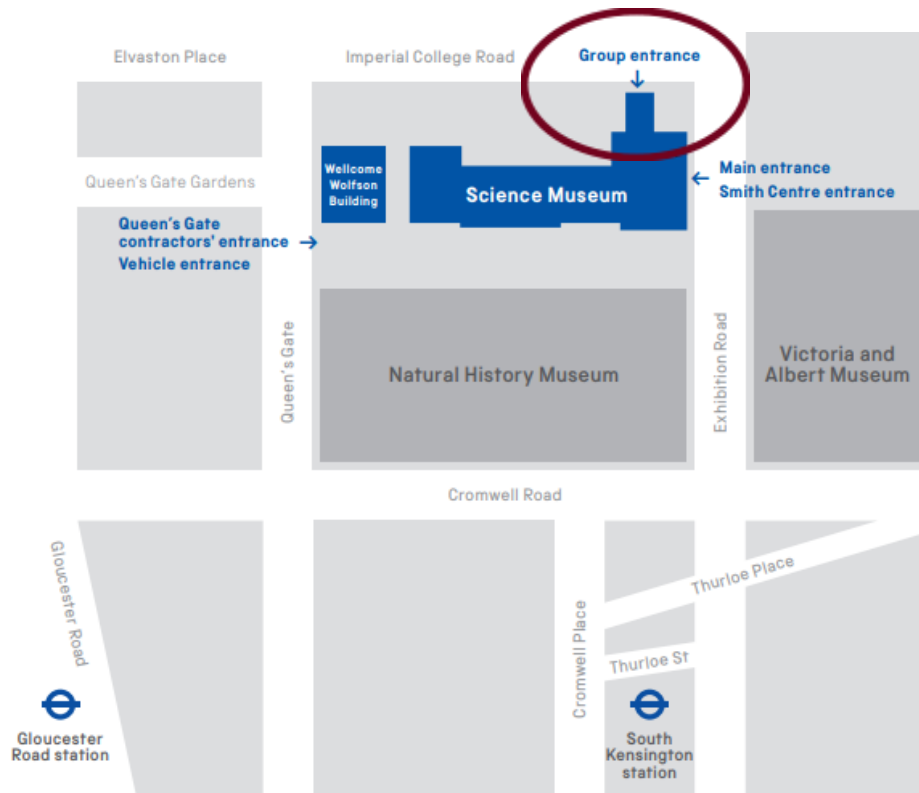 Elvaston Place
Imperial College Road
Group entrance
Wellcome
Wolfson
Building
Science Museum
Main entrance
Smith Centre entrance
Queen's Gate Gardens
Queen's Gate
contractors' entrance
Vehicle entrance
Queen's Gate
Natural History Museum
Exhibition Road
Victoria and
Albert Museum
Cromwell Road
Gloucester Road
Cromwell Place
Thurloe Place
Thurloe St
Gloucester
Road station
South
Kensington
station